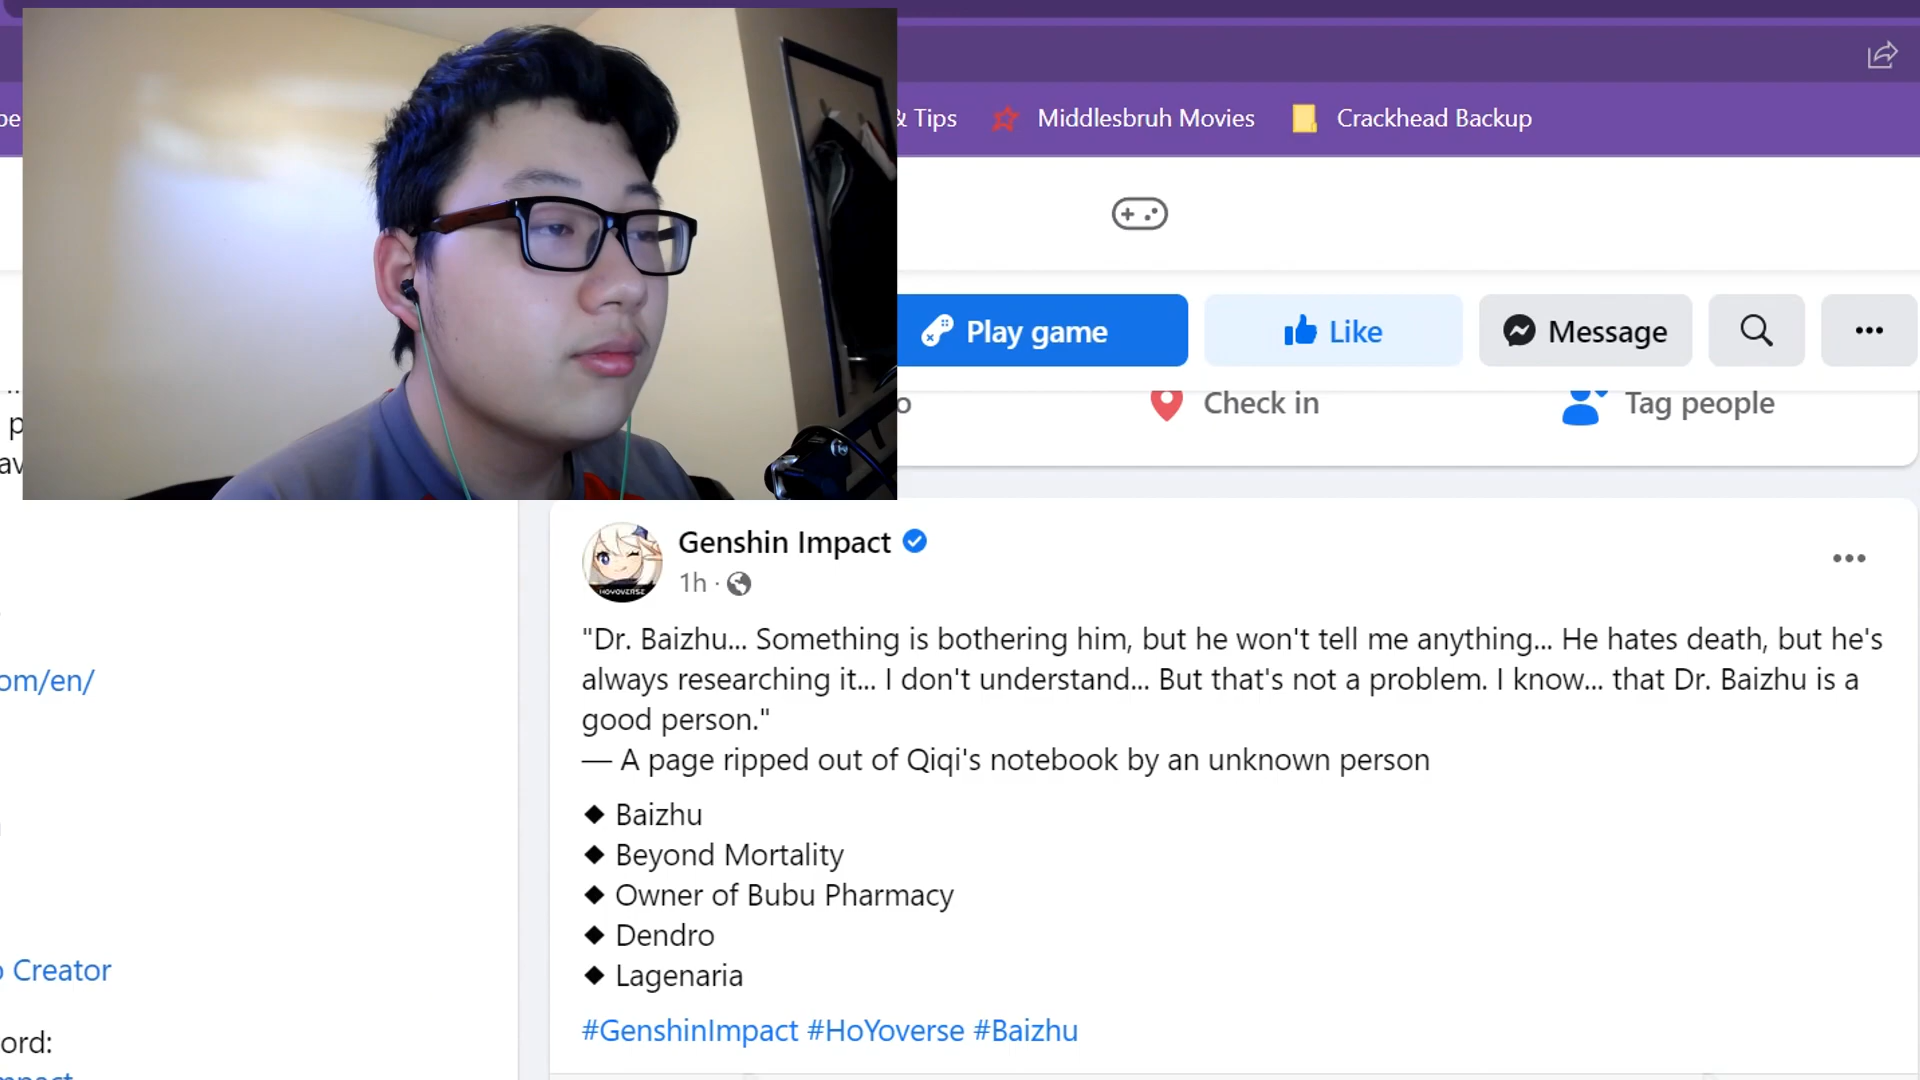 & Tips
Middlesbruh Movies
Crackhead Backup
Play game
Like
Message
Check in
Tag people
Genshin Impact
HOYOVERSE
1h ·
"Dr. Baizhu... Something is bothering him, but he won't tell me anything... He hates death, but he's
always researching it... I don't understand... But that's not a problem. I know... that Dr. Baizhu is a
good person."
— A page ripped out of Qiqi's notebook by an unknown person
◆ Baizhu
◆ Beyond Mortality
◆ Owner of Bubu Pharmacy
◆ Dendro
◆ Lagenaria
#GenshinImpact #HoYoverse #Baizhu
om/en/
Creator
ord: